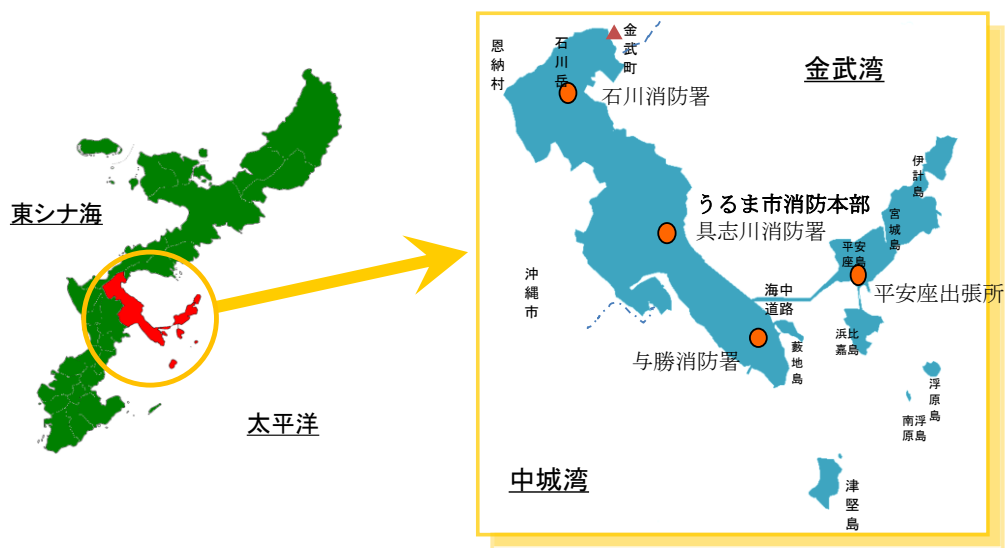 東シナ海
太平洋
恩納村
石川岳
金武町
金武湾
石川消防署
うるま市消防本部
具志川消防署
伊計島
宮城島
平安
座島
平安座出張所
海中
道路
沖縄市
浜比
嘉島
与勝消防署
藪地島
浮原島
南浮
原島
中城湾
津堅島